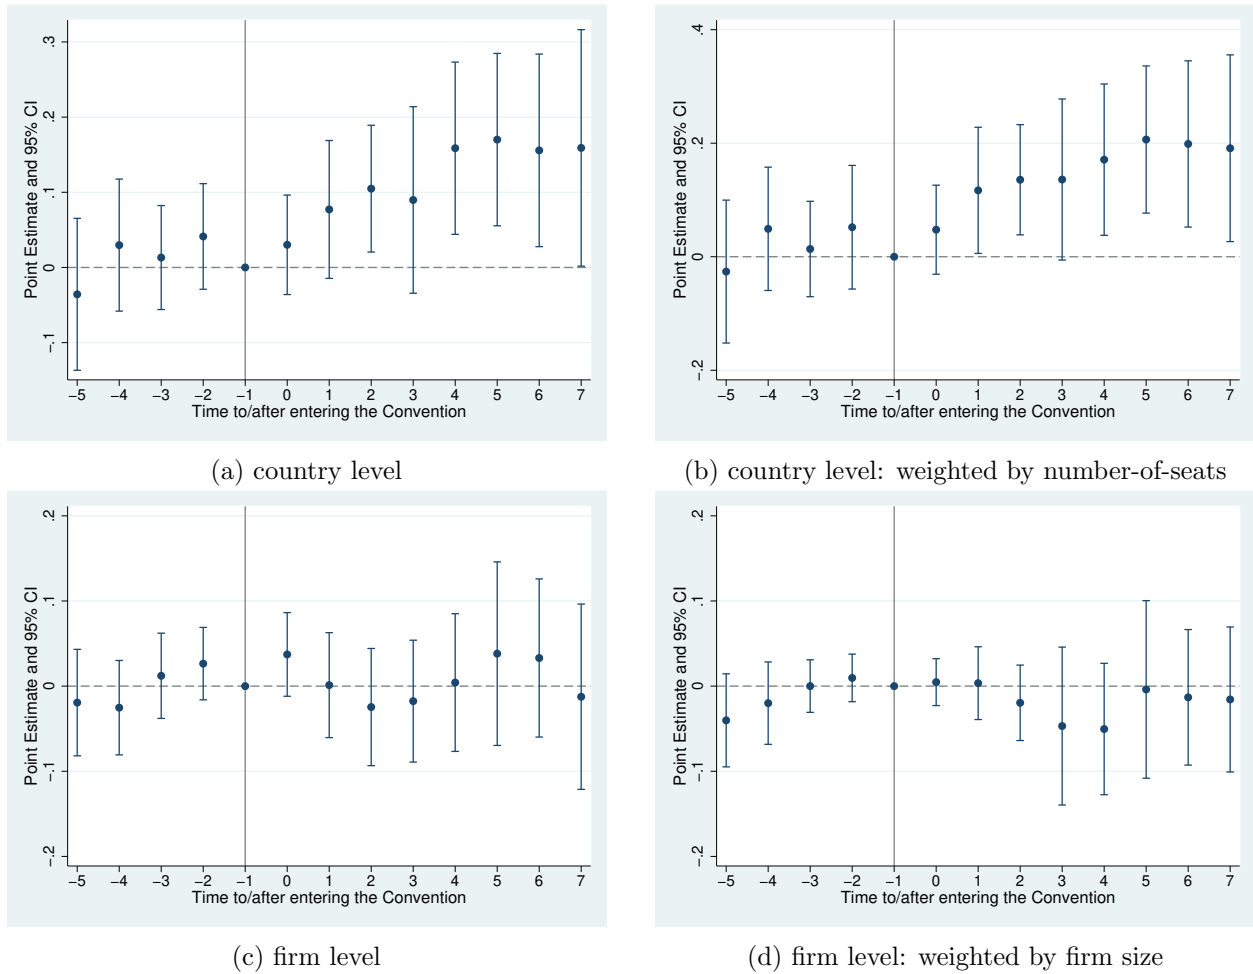 Point Estimate and 95% CI
.3
.2
.1
0
-.1
−5 −4 −3 −2 −1 0 1 2 3 4 5 6 7
Time to/after entering the Convention
(a) country level
Point Estimate and 95% CI
.4
.2
0
-.2
−5 −4 −3 −2 −1 0 1 2 3 4 5 6 7
Time to/after entering the Convention
(b) country level: weighted by number-of-seats
Point Estimate and 95% CI
.2
.1
0
-.1
-.2
−5 −4 −3 −2 −1 0 1 2 3 4 5 6 7
Time to/after entering the Convention
(c) firm level
Point Estimate and 95% CI
.2
.1
0
-.1
-.2
−5 −4 −3 −2 −1 0 1 2 3 4 5 6 7
Time to/after entering the Convention
(d) firm level: weighted by firm size